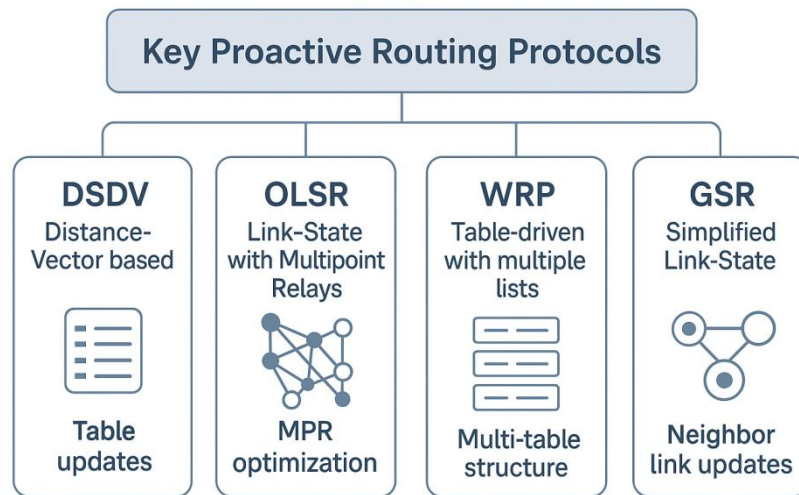 Key Proactive Routing Protocols
DSDV
Distance-
Vector based
Table
updates
OLSR
Link-State
with Multipoint
Relays
MPR
optimization
WRP
Table-driven
with multiple
lists
Multi-table
structure
GSR
Simplified
Link-State
Neighbor
link updates